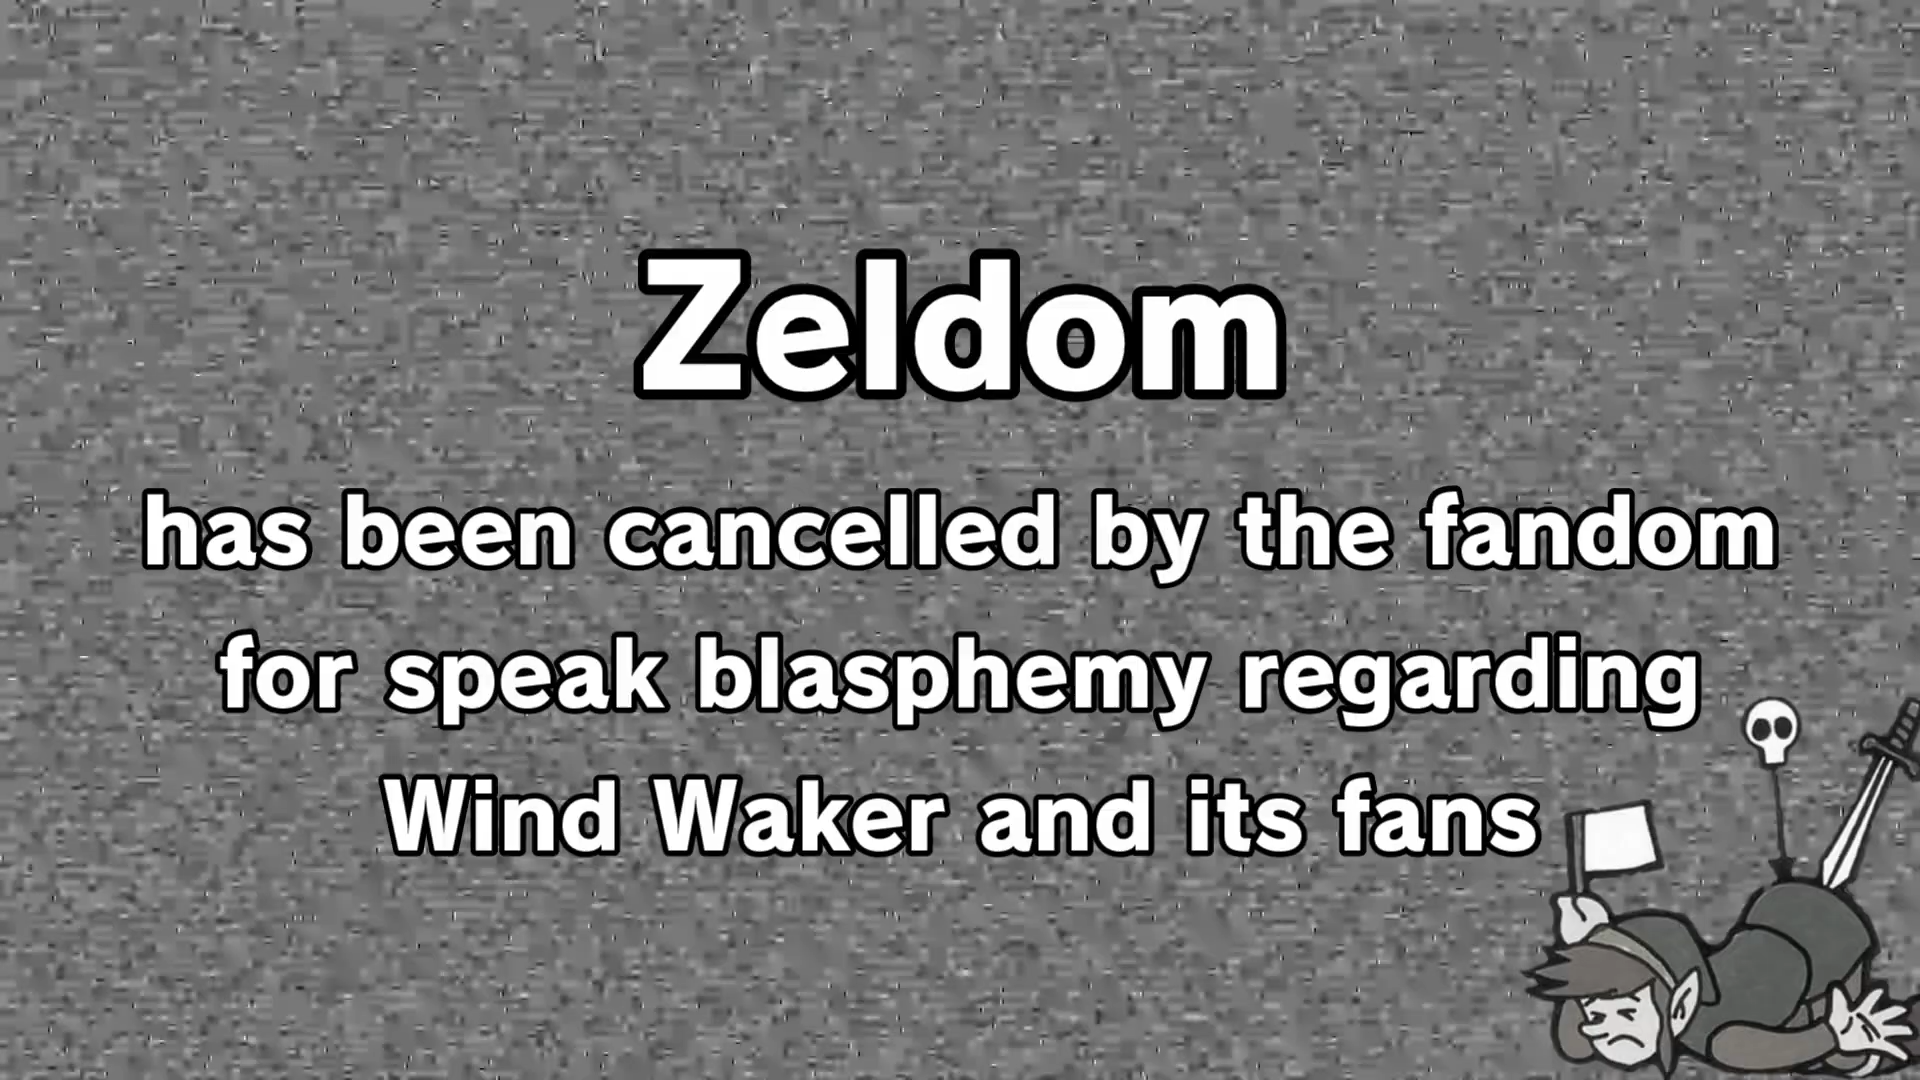 Zeldom
has been cancelled by the fandom
for speak blasphemy regarding
Wind Waker and its fans